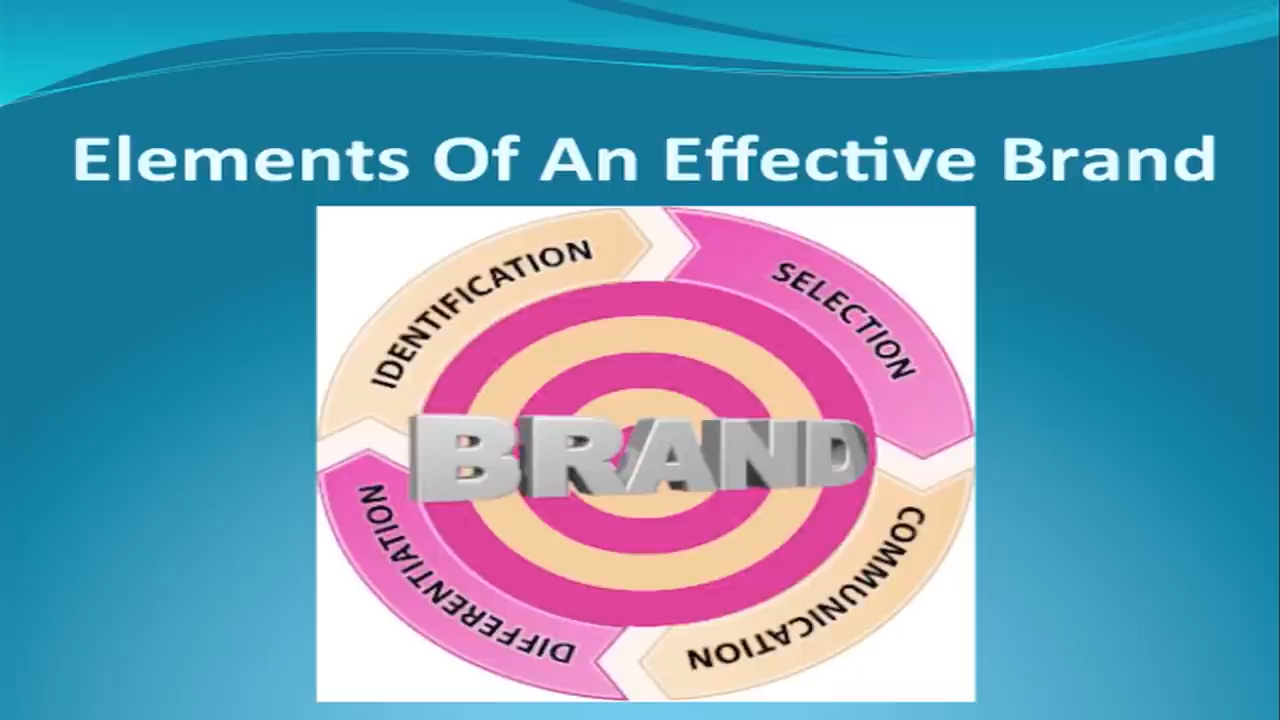 Elements Of An Effective Brand
IDENTIFICATION
SELECTION
BRAND
DIFFERENTIATION
COMMUNICATION